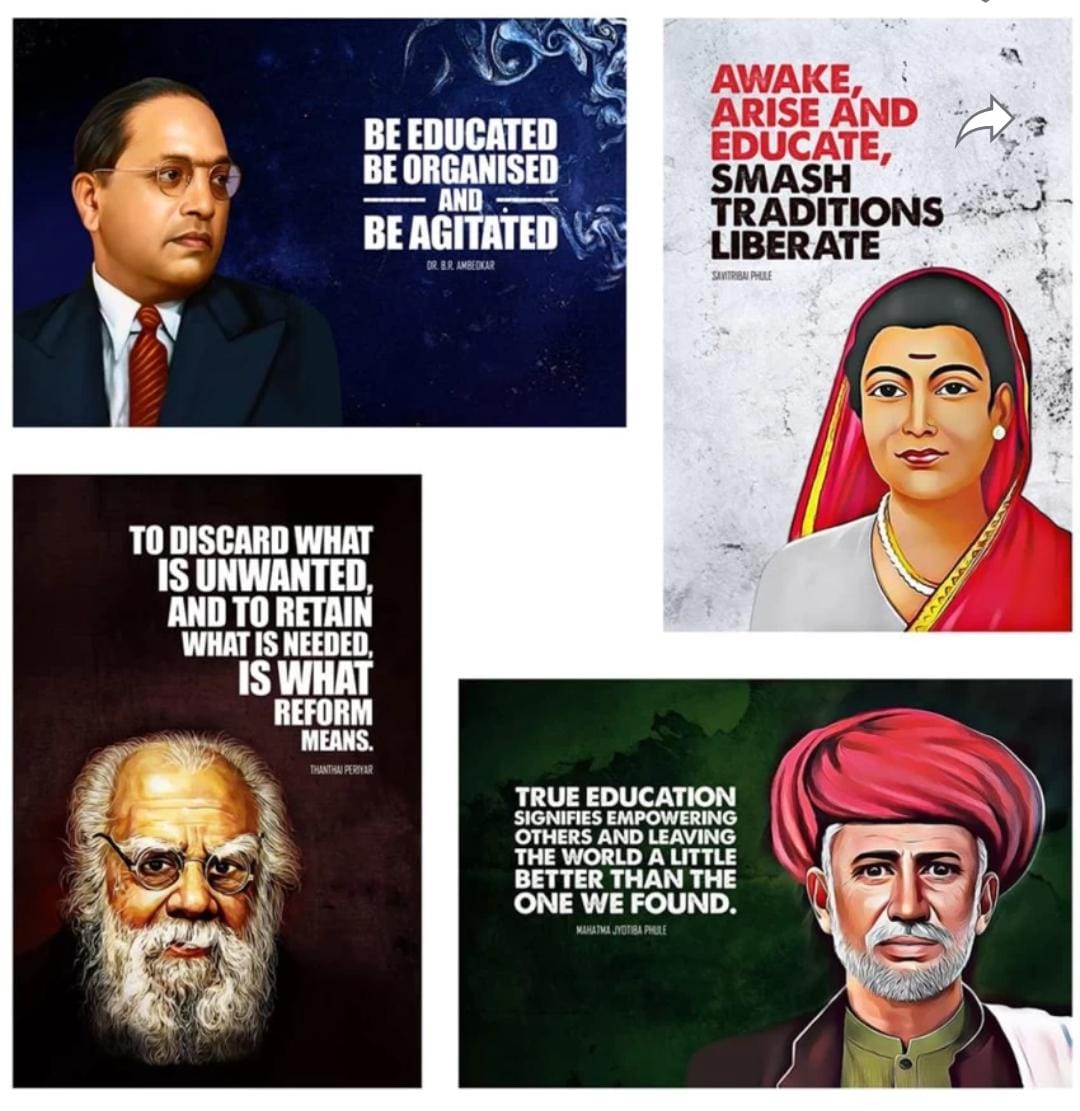 BE EDUCATED
BE ORGANISED
AND
BE AGITATED
DR. B.R. AMBEDKAR
AWAKE,
ARISE AND
EDUCATE,
SMASH
TRADITIONS
LIBERATE
SAVITRIBAI PHULE
TO DISCARD WHAT
IS UNWANTED,
AND TO RETAIN
WHAT IS NEEDED,
IS WHAT
REFORM
MEANS.
THANTHAI PERIYAR
TRUE EDUCATION
SIGNIFIES EMPOWERING
OTHERS AND LEAVING
THE WORLD A LITTLE
BETTER THAN THE
ONE WE FOUND.
MAHATMA JYOTIBA PHULE